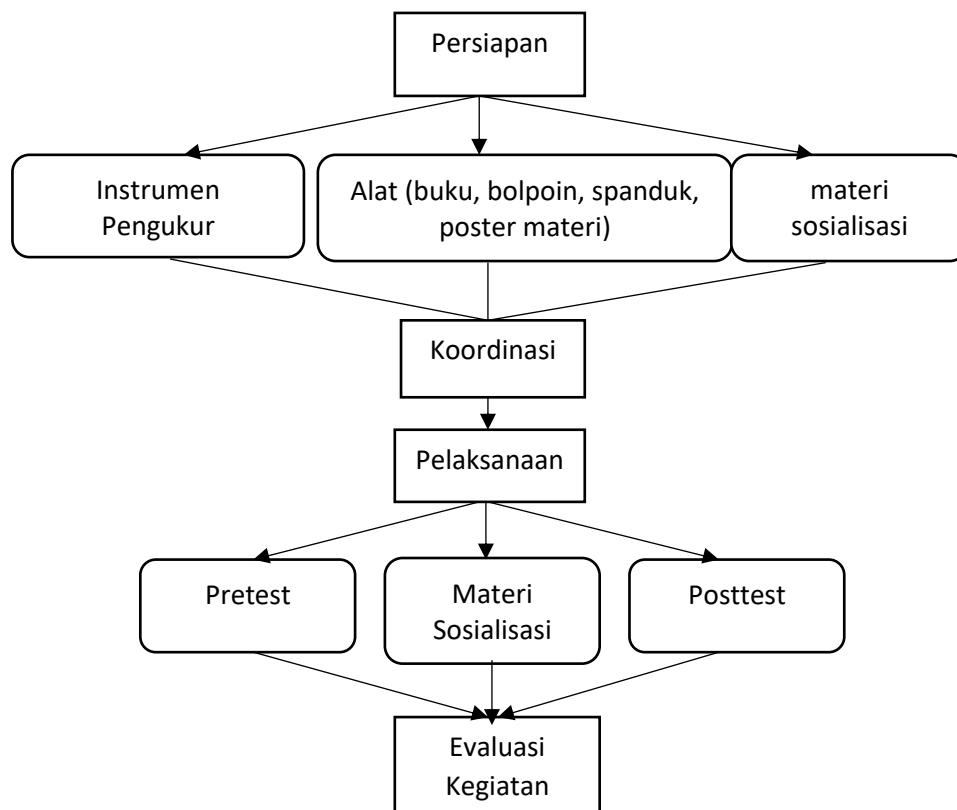 Persiapan
Instrumen
Pengukur
Alat (buku, bolpoin, spanduk,
poster materi)
materi
sosialisasi
Koordinasi
Pelaksanaan
Pretest
Materi
Sosialisasi
Posttest
Evaluasi
Kegiatan